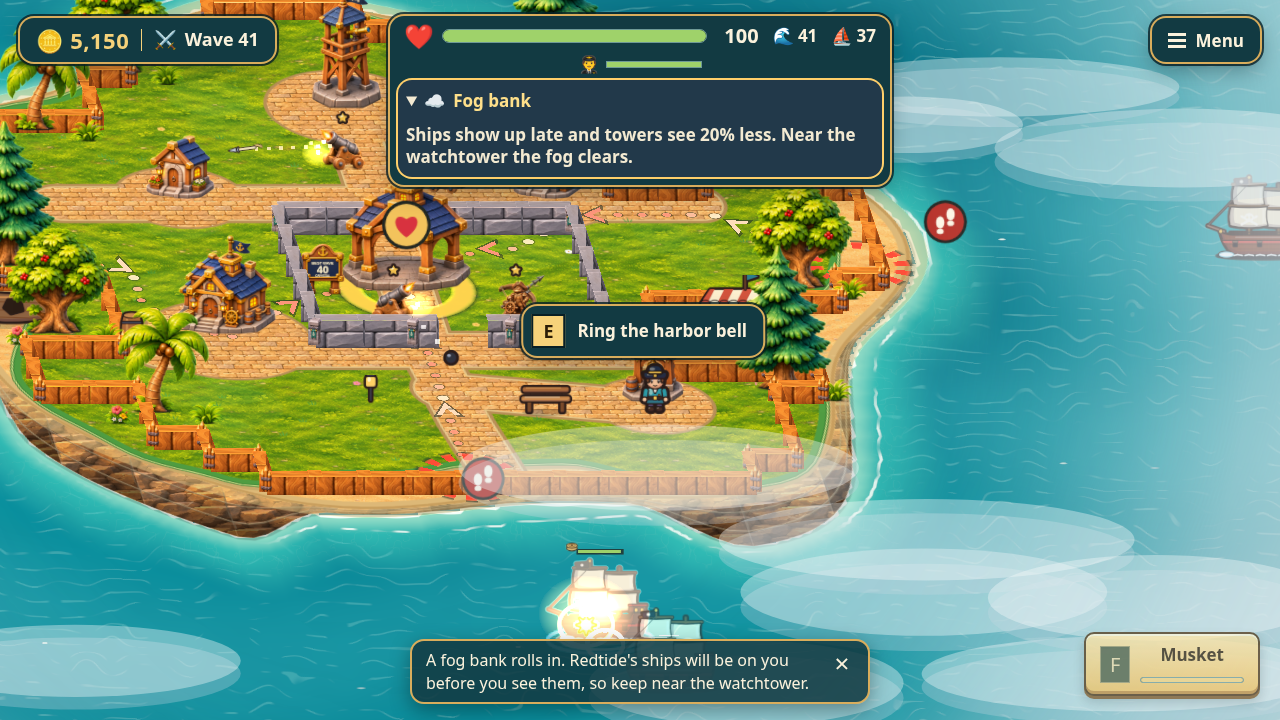 5,150
Wave 41
100
41
37
Menu
Fog bank
Ships show up late and towers see 20% less. Near the
watchtower the fog clears.
40
E
Ring the harbor bell
A fog bank rolls in. Redtide's ships will be on you
before you see them, so keep near the watchtower.
F
Musket